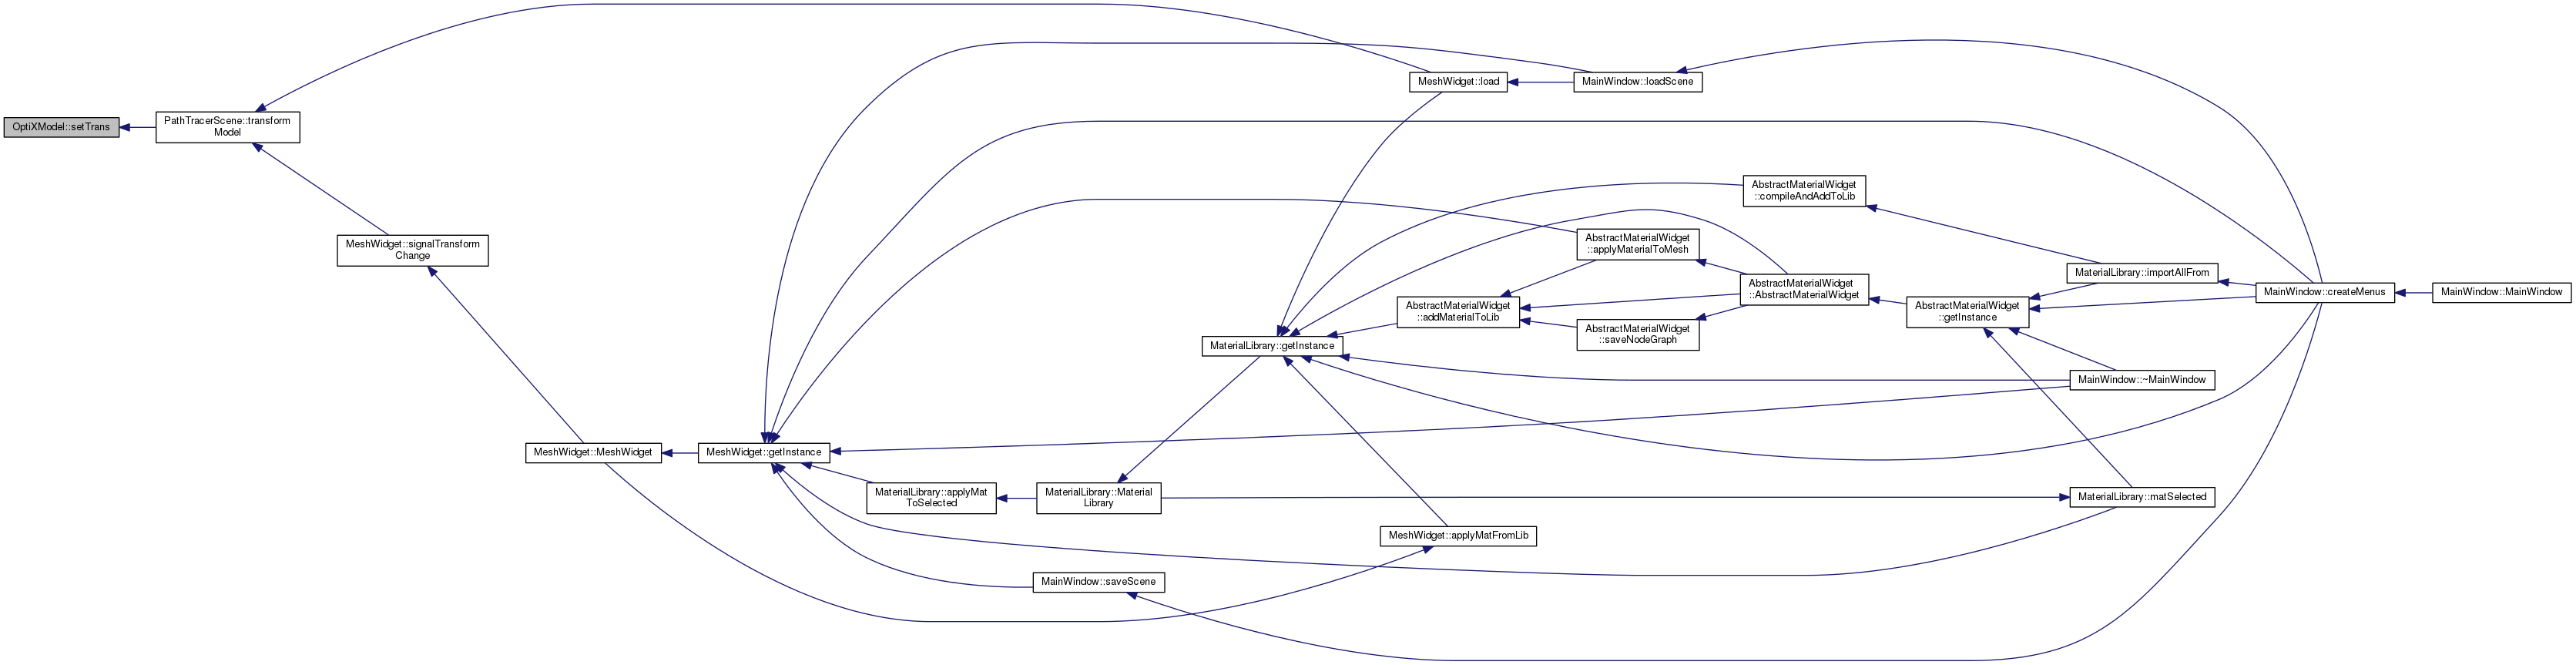 OptiXModel::setTrans
PathTracerScene::transform
Model
MeshWidget::signalTransform
Change
MeshWidget::MeshWidget
MeshWidget::getInstance
MaterialLibrary::applyMat
ToSelected
MaterialLibrary::Material
Library
MainWindow::saveScene
MaterialLibrary::getInstance
MeshWidget::load
AbstractMaterialWidget
::addMaterialToLib
MeshWidget::applyMatFromLib
MainWindow::loadScene
AbstractMaterialWidget
::applyMaterialToMesh
AbstractMaterialWidget
::saveNodeGraph
AbstractMaterialWidget
::compileAndAddToLib
AbstractMaterialWidget
::AbstractMaterialWidget
AbstractMaterialWidget
::getInstance
MaterialLibrary::importAllFrom
MainWindow::~MainWindow
MaterialLibrary::matSelected
MainWindow::createMenus
MainWindow::MainWindow